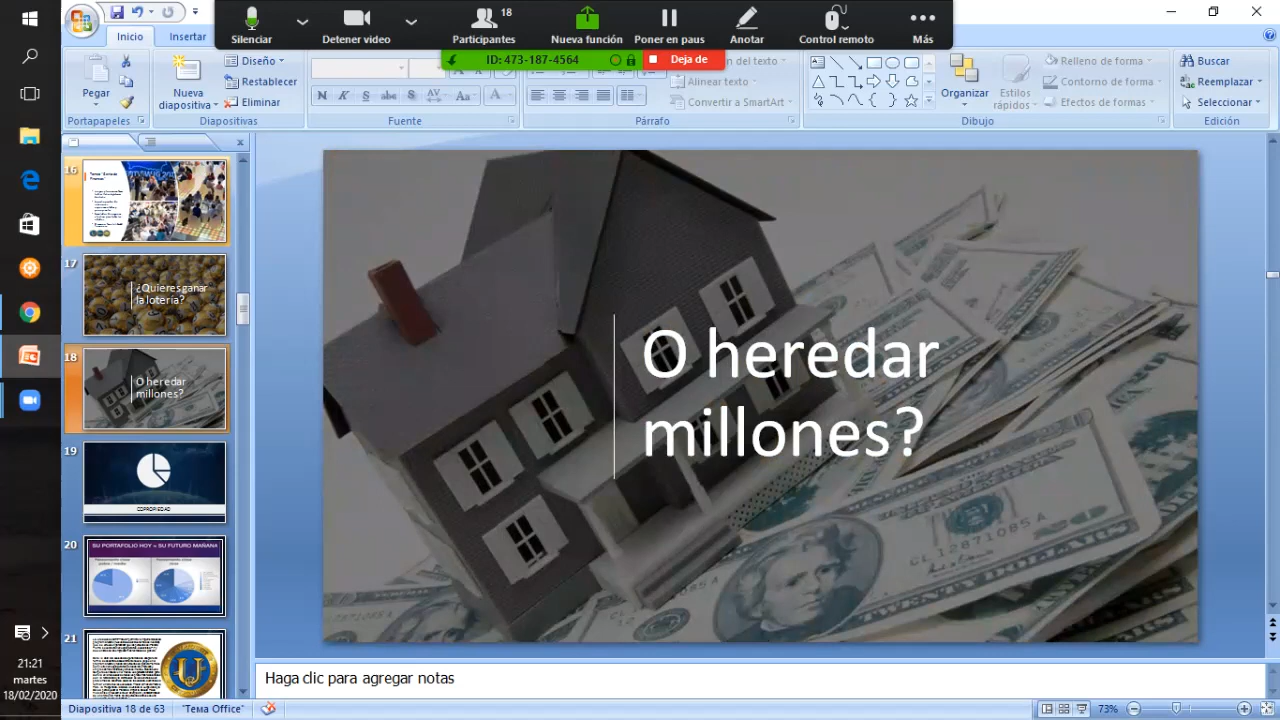 Silenciar
Detener video
18
Participantes
Nueva función
Poner en paus
Anotar
Control remoto
Más
ID: 473-187-4564
Deja de
Inicio
Insertar
Pegar
Portapapeles
Nueva
diapositiva
Diseño
Restablecer
Eliminar
Diapositivas
Fuente
ón del texto
Alinear texto
Convertir a SmartArt
Párrafo
Organizar
Estilos
rápidos
Relleno de forma
Contorno de forma
Efectos de formas
Dibujo
Buscar
Reemplazar
Seleccionar
Edición
16
17
¿Quieres ganar
la lotería?
18
O heredar
millones?
19
COPROPIEDAD
20
SU PORTAFOLIO HOY = SU FUTURO MAÑANA
21
O heredar
millones?
Haga clic para agregar notas
21:21
martes
18/02/2020
Diapositiva 18 de 63
"Tema Office"
73%